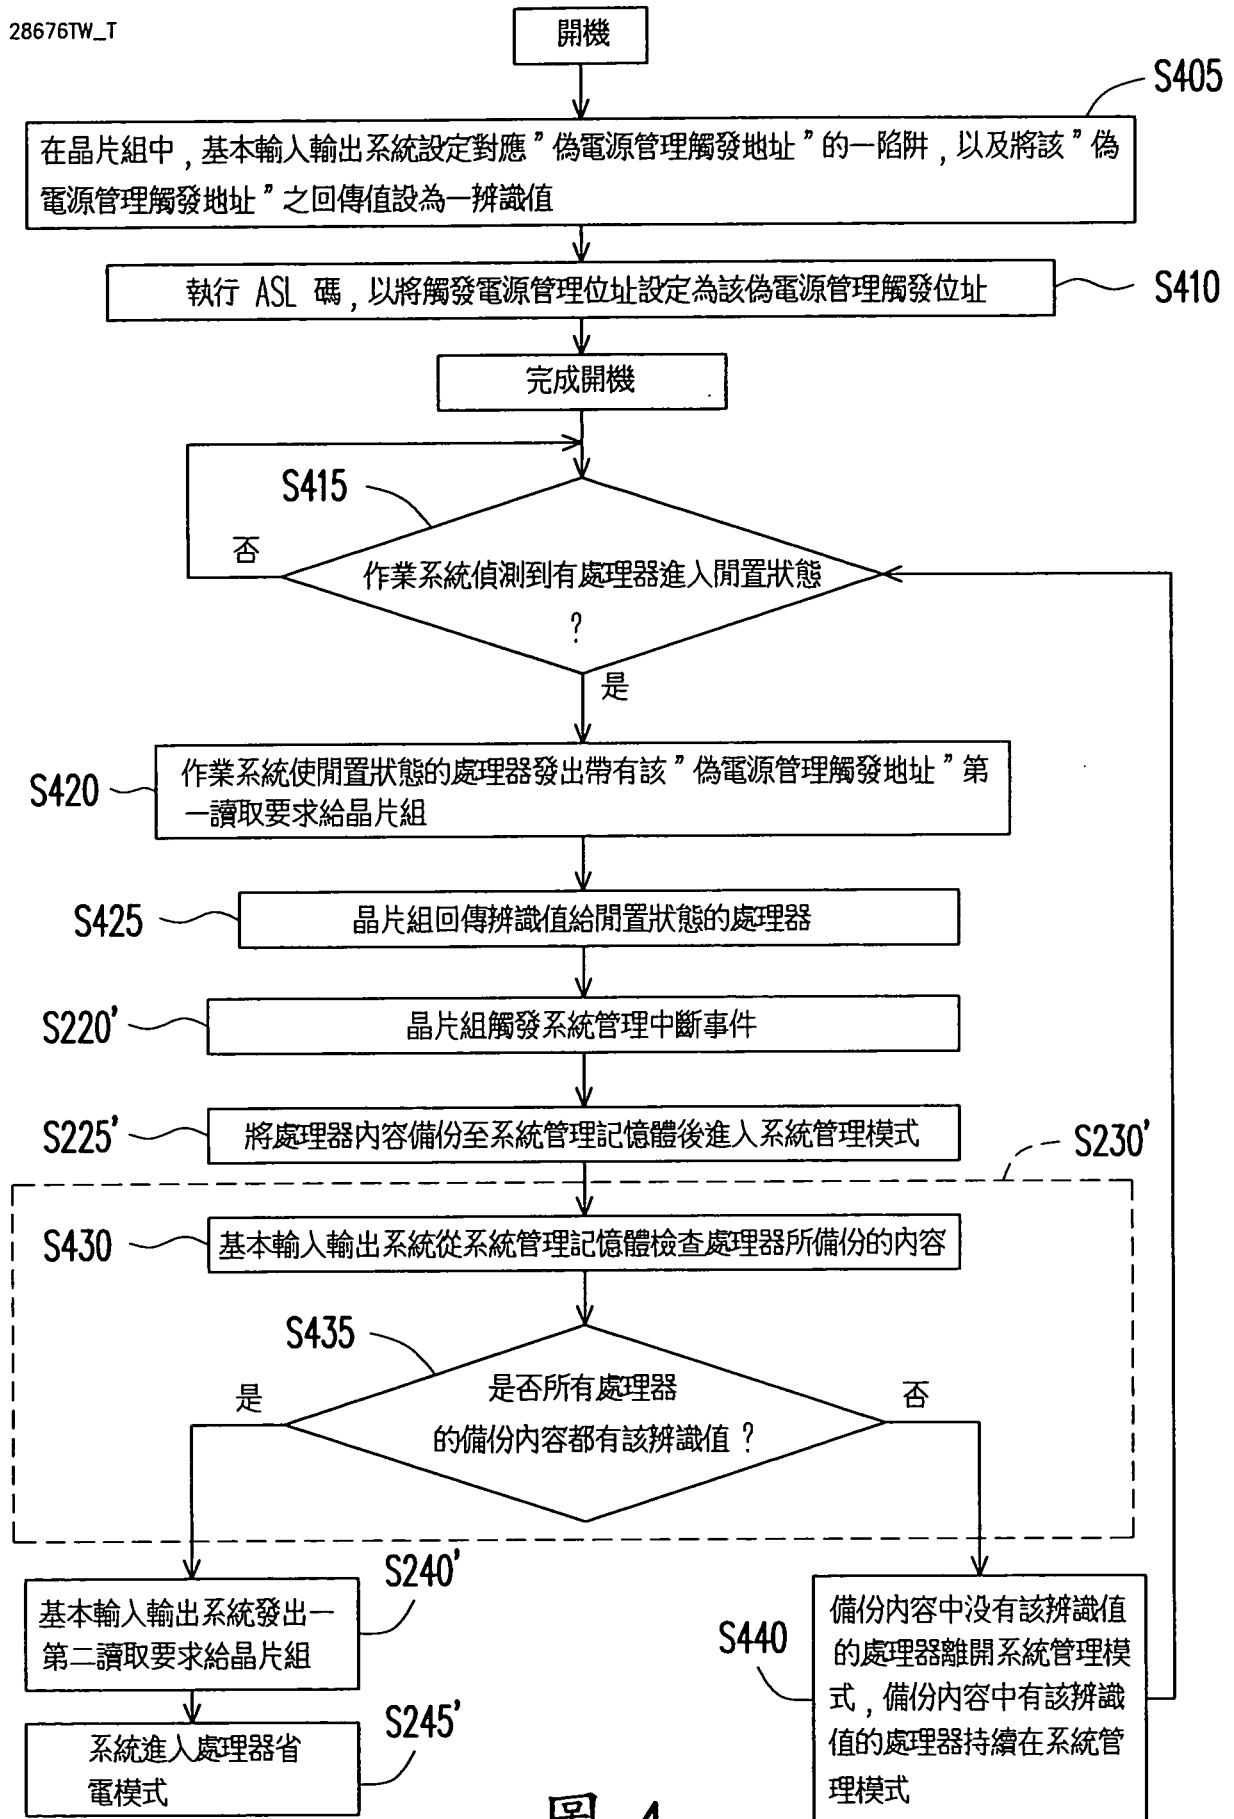 28676TW_T
開機
S405
在晶片組中，基本輸入輸出系統設定對應”偽電源管理觸發地址”的一陷阱，以及將該”偽
電源管理觸發地址”之回傳值設為一辨識值
執行 ASL 碼，以將觸發電源管理位址設定為該偽電源管理觸發位址
S410
完成開機
S415
否
作業系統偵測到有處理器進入閒置狀態
?
是
S420
作業系統使閒置狀態的處理器發出帶有該”偽電源管理觸發地址”第
一讀取要求給晶片組
S425
晶片組回傳辨識值給閒置狀態的處理器
S220'
晶片組觸發系統管理中斷事件
S225'
將處理器內容備份至系統管理記憶體後進入系統管理模式
S230'
S430
基本輸入輸出系統從系統管理記憶體檢查處理器所備份的內容
S435
是
是否所有處理器
的備份內容都有該辨識值?
否
S240'
基本輸入輸出系統發出一
第二讀取要求給晶片組
S245'
系統進入處理器省
電模式
S440
備份內容中沒有該辨識值
的處理器離開系統管理模
式，備份內容中有該辨識
值的處理器持續在系統管
理模式
圖 4